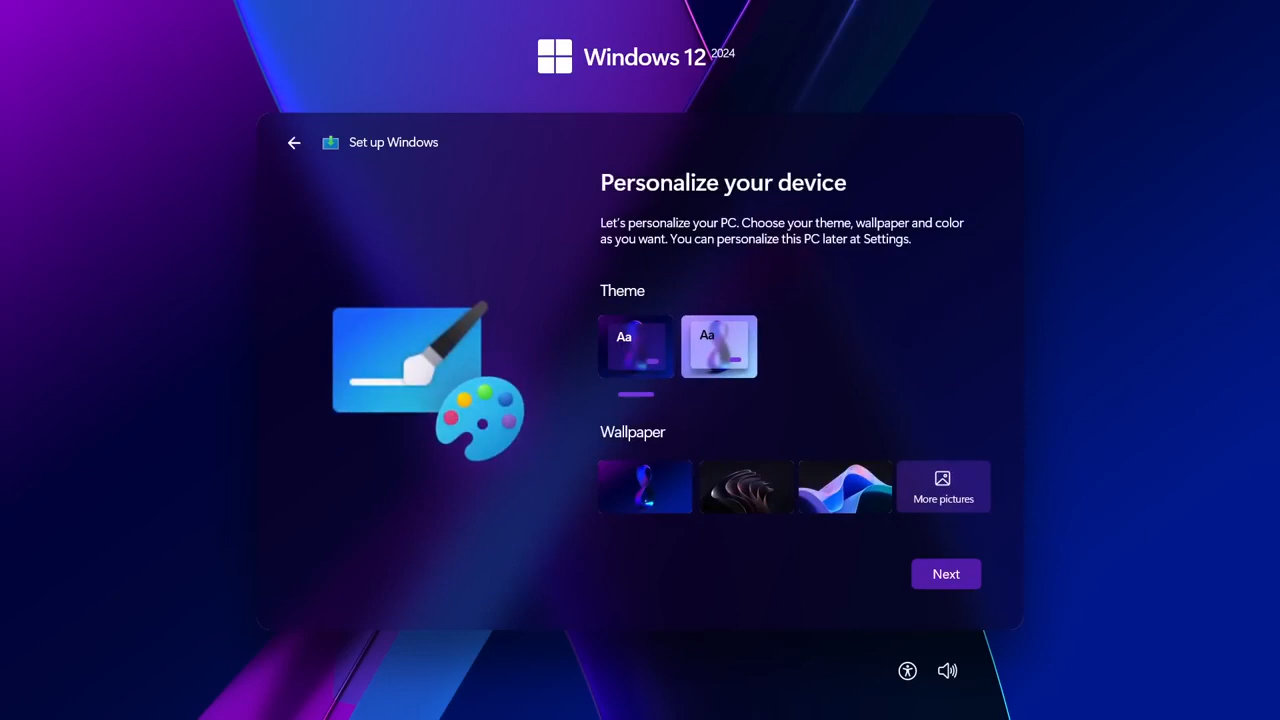 Windows 12 2024
Set up Windows
Personalize your device
Let's personalize your PC. Choose your theme, wallpaper and color
as you want. You can personalize this PC later at Settings.
Theme
Aa
Aa
Wallpaper
More pictures
Next